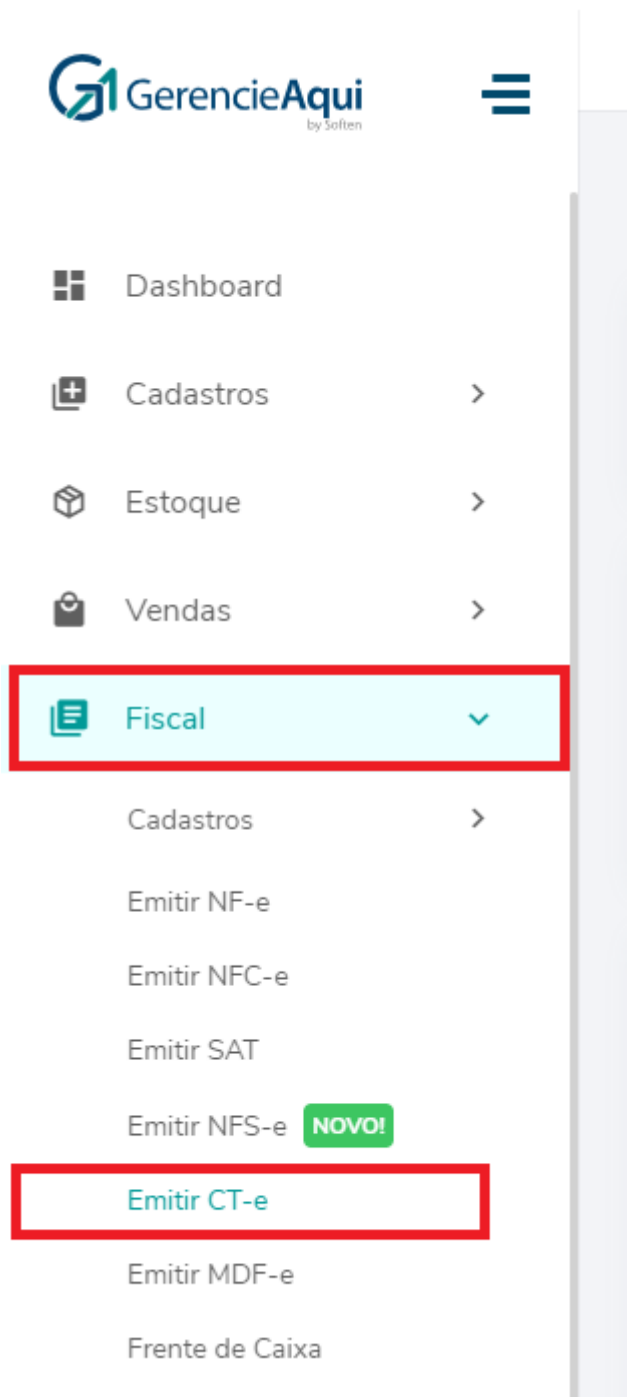 GerencieAqui
by Soften
Dashboard
Cadastros
Estoque
Vendas
Fiscal
Cadastros
Emitir NF-e
Emitir NFC-e
Emitir SAT
Emitir NFS-e NOVO!
Emitir CT-e
Emitir MDF-e
Frente de Caixa